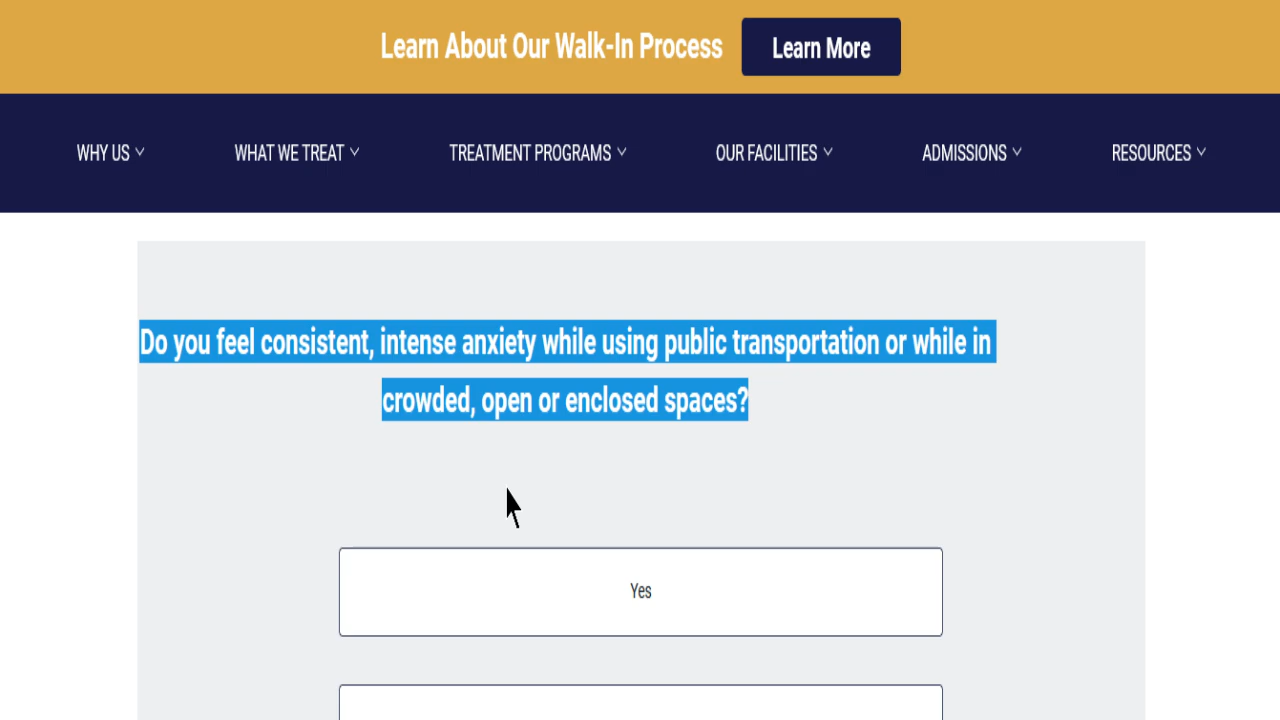 Learn About Our Walk-In Process Learn More
WHY US WHAT WE TREAT TREATMENT PROGRAMS OUR FACILITIES ADMISSIONS RESOURCES
Do you feel consistent, intense anxiety while using public transportation or while in
crowded, open or enclosed spaces?
Yes